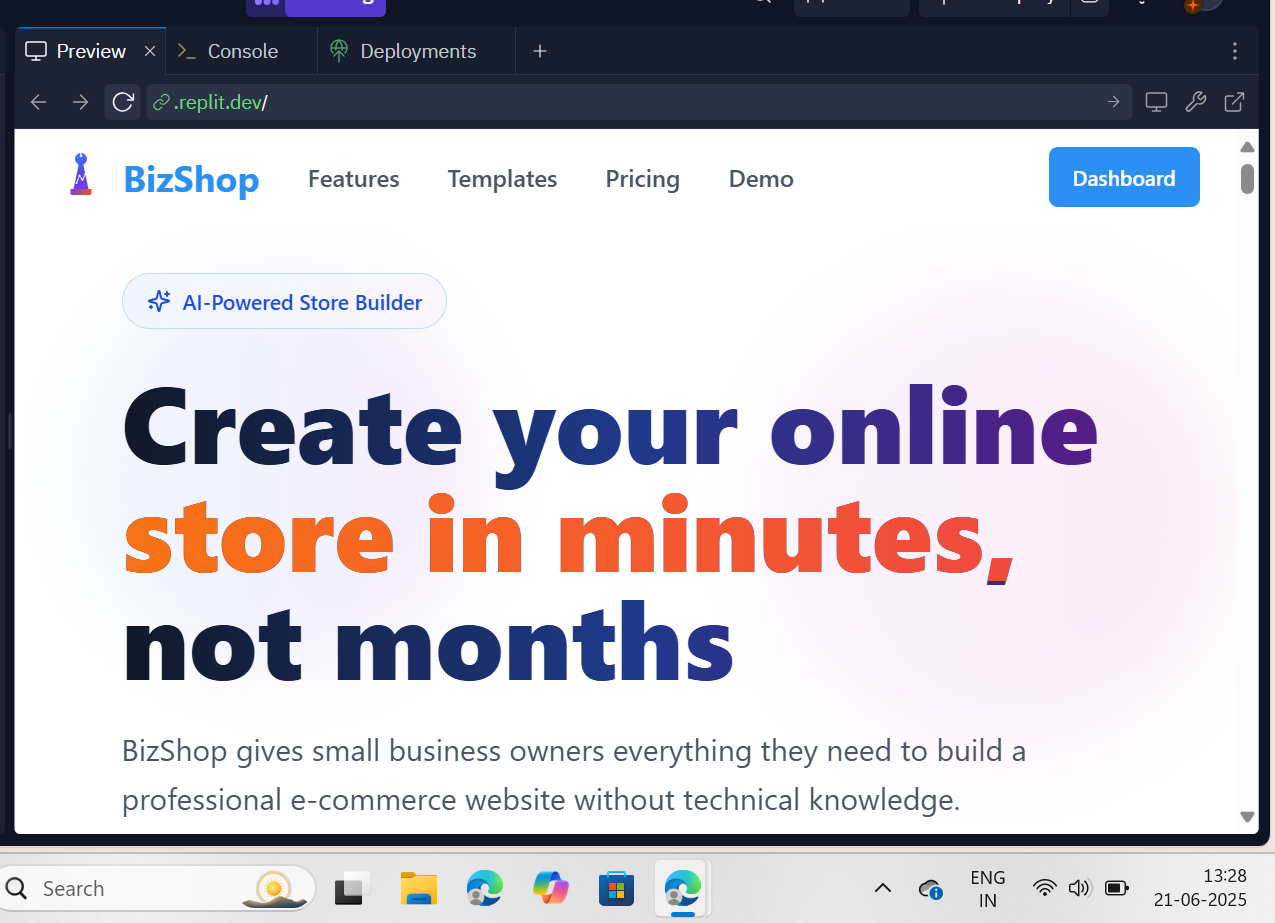 Preview
Console
Deployments
.replit.dev/
BizShop
Features
Templates
Pricing
Demo
Dashboard
AI-Powered Store Builder
Create your online
store in minutes,
not months
BizShop gives small business owners everything they need to build a
professional e-commerce website without technical knowledge.
Search
ENG
IN
13:28
21-06-2025